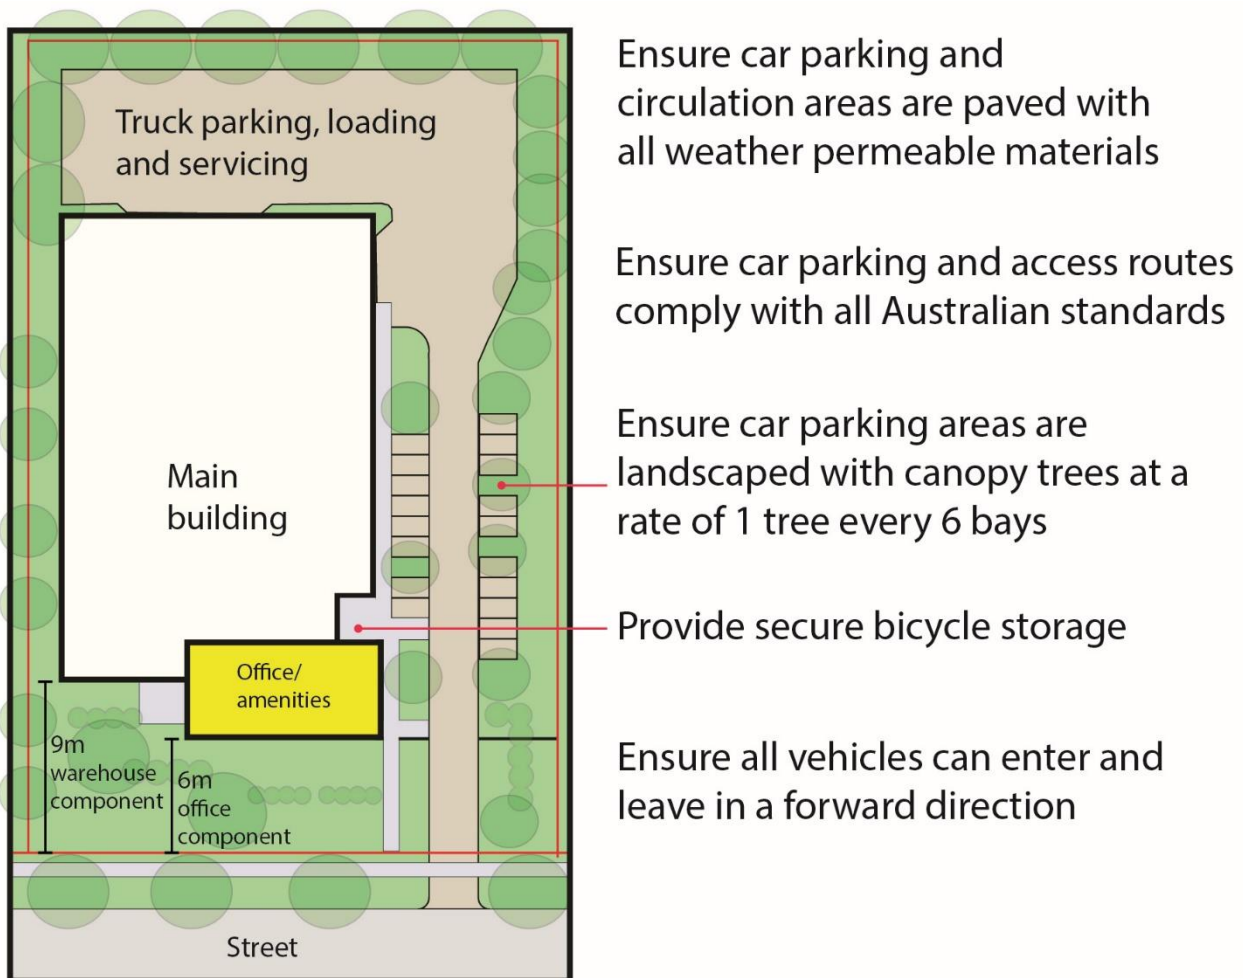 Truck parking, loading
and servicing
Main
building
Office/
amenities
9m
warehouse
component
6m
office
component
Street
Ensure car parking and
circulation areas are paved with
all weather permeable materials
Ensure car parking and access routes
comply with all Australian standards
Ensure car parking areas are
landscaped with canopy trees at a
rate of 1 tree every 6 bays
Provide secure bicycle storage
Ensure all vehicles can enter and
leave in a forward direction